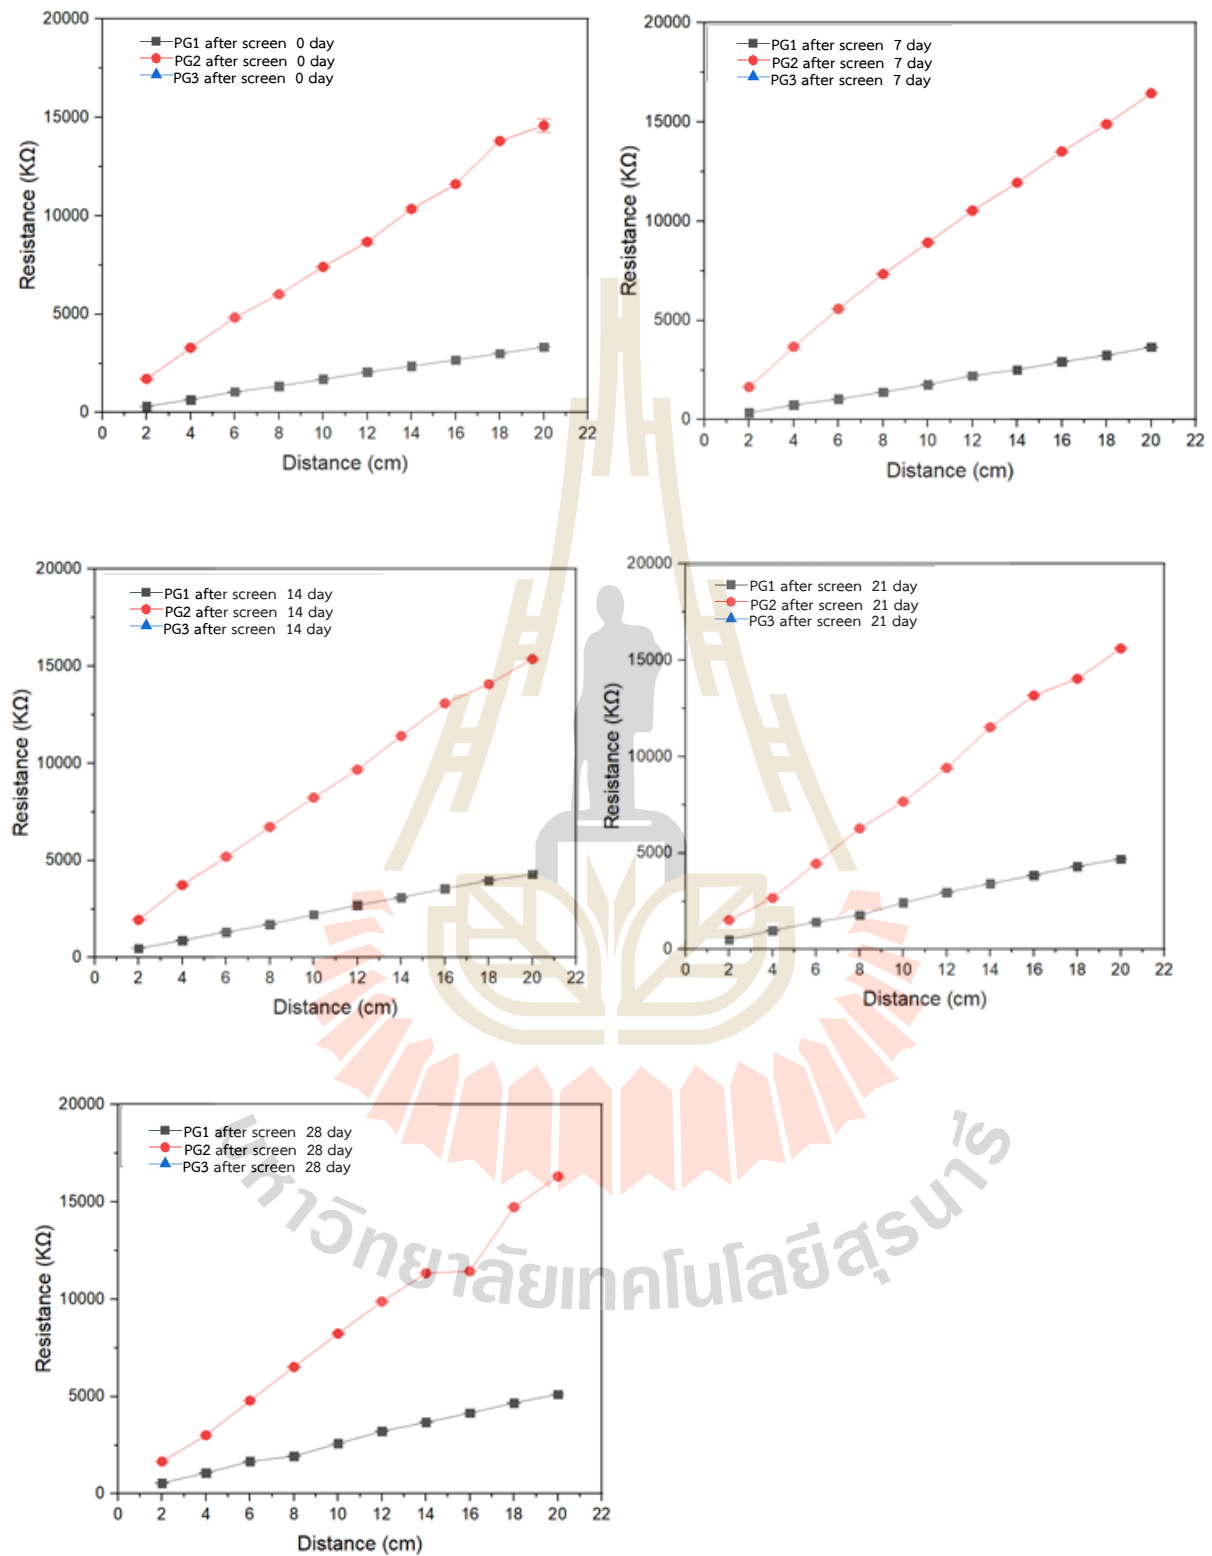 20000
15000
10000
5000
0
Resistance (KΩ)
PG1 after screen 0 day
PG2 after screen 0 day
PG3 after screen 0 day
0 2 4 6 8 10 12 14 16 18 20 22
Distance (cm)
20000
15000
10000
5000
0
Resistance (KΩ)
PG1 after screen 7 day
PG2 after screen 7 day
PG3 after screen 7 day
0 2 4 6 8 10 12 14 16 18 20 22
Distance (cm)
20000
15000
10000
5000
0
Resistance (KΩ)
PG1 after screen 14 day
PG2 after screen 14 day
PG3 after screen 14 day
0 2 4 6 8 10 12 14 16 18 20 22
Distance (cm)
20000
15000
10000
5000
0
Resistance (KΩ)
PG1 after screen 21 day
PG2 after screen 21 day
PG3 after screen 21 day
0 2 4 6 8 10 12 14 16 18 20 22
Distance (cm)
20000
15000
10000
5000
0
Resistance (KΩ)
PG1 after screen 28 day
PG2 after screen 28 day
PG3 after screen 28 day
0 2 4 6 8 10 12 14 16 18 20 22
Distance (cm)
มหาวิทยาลัยเทคโนโลยีสุรนารี